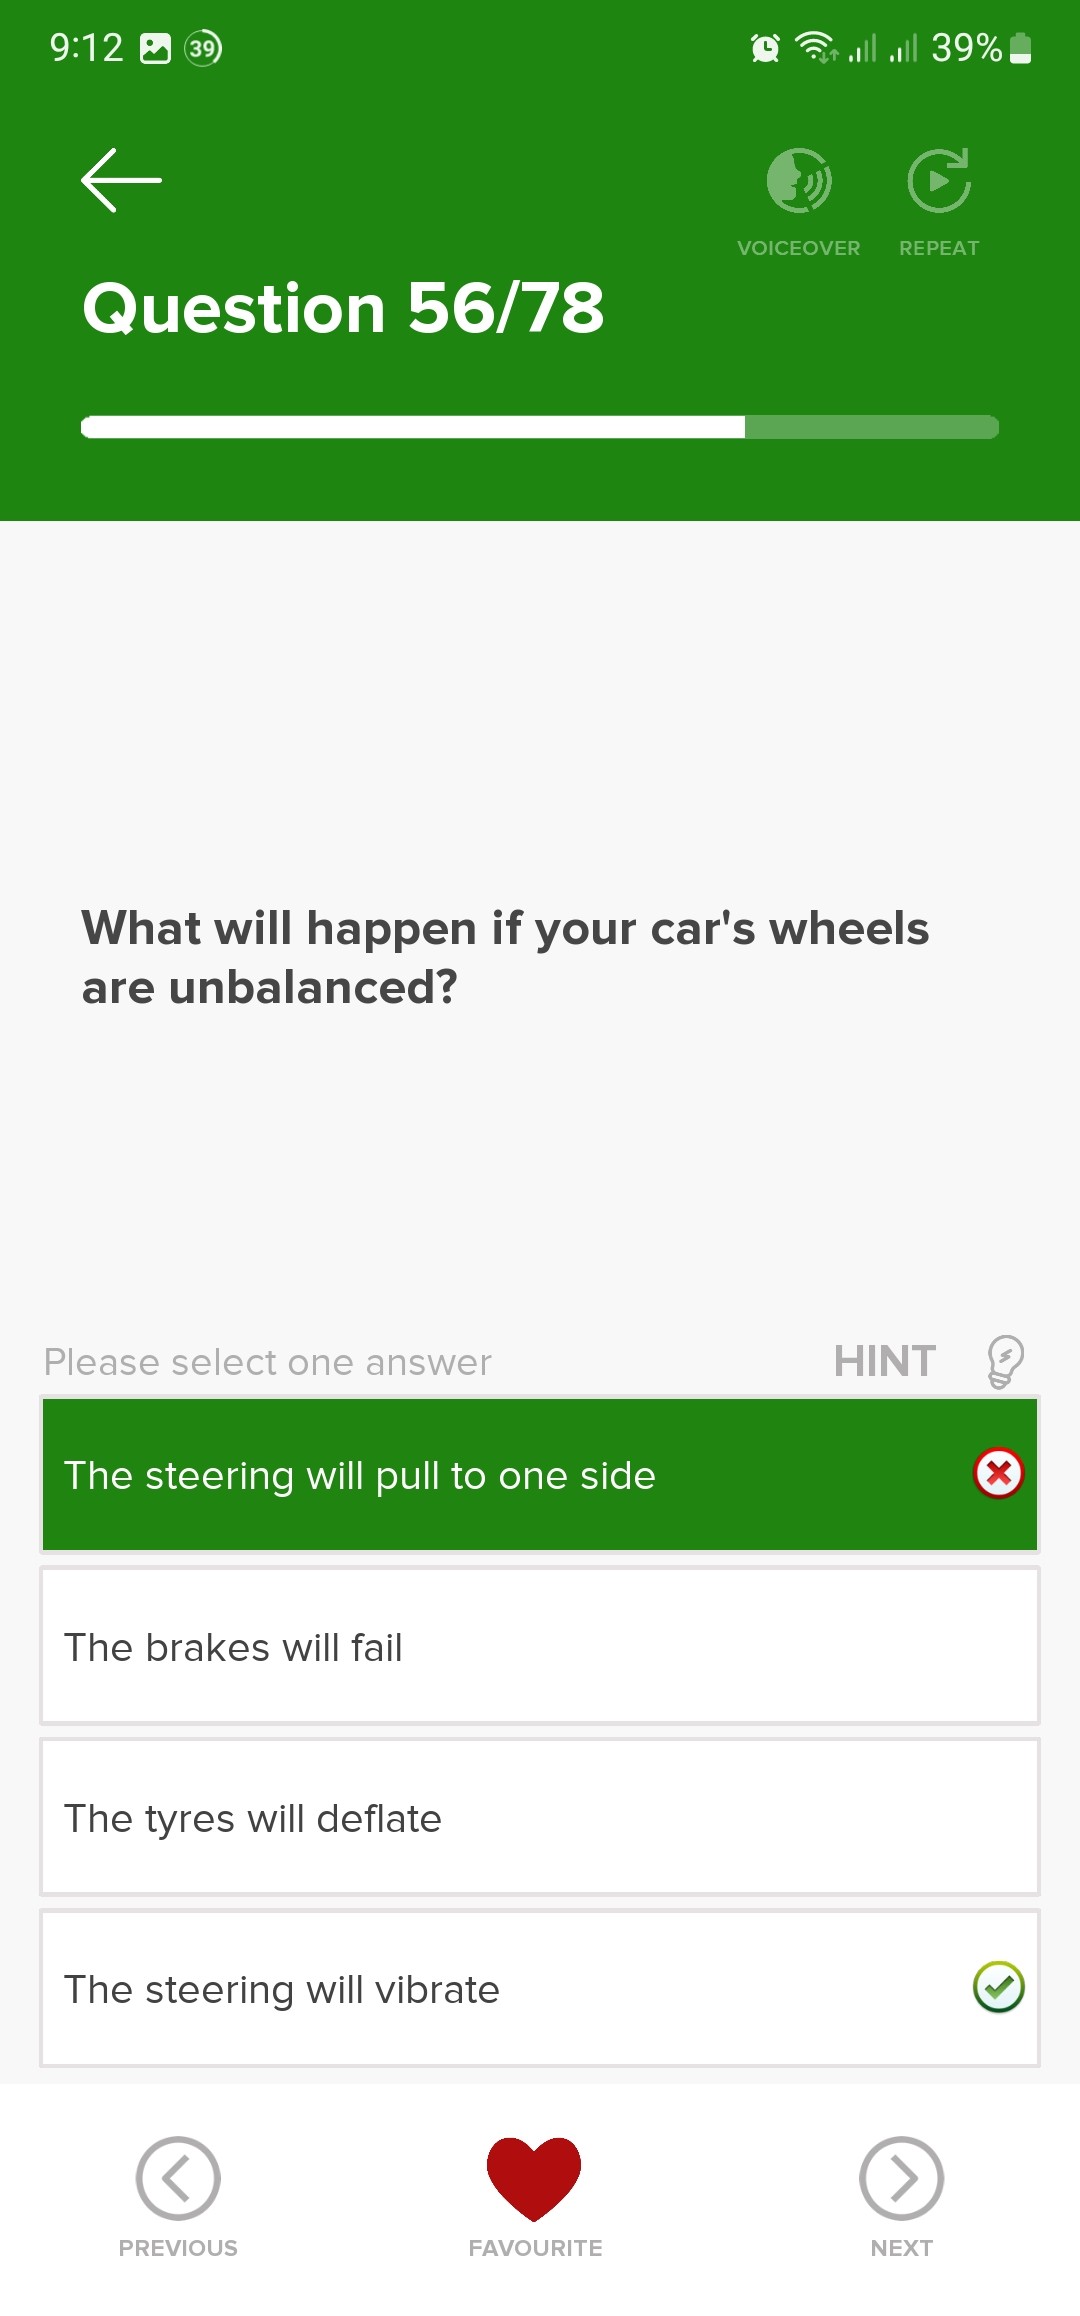 9:12 39 39%
VOICEOVER REPEAT
Question 56/78
What will happen if your car's wheels
are unbalanced?
Please select one answer HINT
The steering will pull to one side
The brakes will fail
The tyres will deflate
The steering will vibrate
PREVIOUS FAVOURITE NEXT